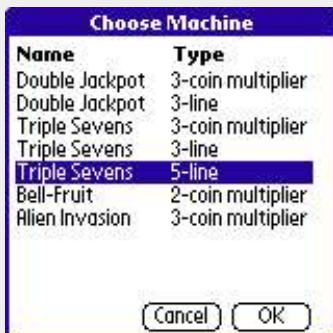 Choose Machine
Name Type
Double Jackpot 3-coin multiplier
Double Jackpot 3-line
Triple Sevens 3-coin multiplier
Triple Sevens 3-line
Triple Sevens 5-line
Bell-Fruit 2-coin multiplier
Alien Invasion 3-coin multiplier
Cancel OK